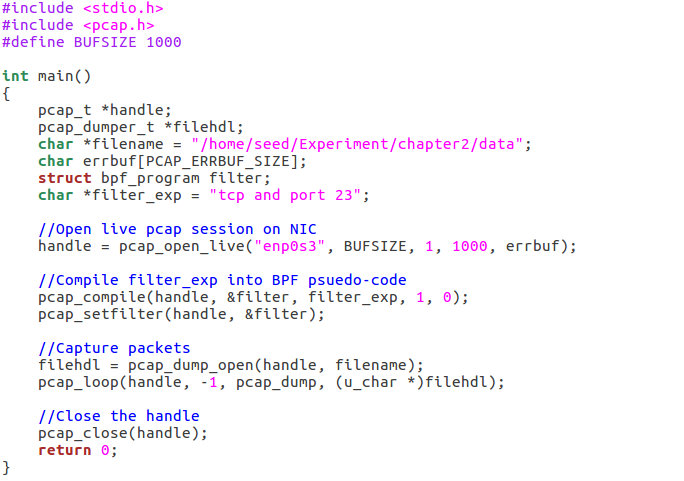 #include <stdio.h>
#include <pcap.h>
#define BUFSIZE 1000
int main()
{
pcap_t *handle;
pcap_dumper_t *filehdl;
char *filename = "/home/seed/Experiment/chapter2/data";
char errbuf[PCAP_ERRBUF_SIZE];
struct bpf_program filter;
char *filter_exp = "tcp and port 23";
//Open live pcap session on NIC
handle = pcap_open_live("enp0s3", BUFSIZE, 1, 1000, errbuf);
//Compile filter_exp into BPF psuedo-code
pcap_compile(handle, &filter, filter_exp, 1, 0);
pcap_setfilter(handle, &filter);
//Capture packets
filehdl = pcap_dump_open(handle, filename);
pcap_loop(handle, -1, pcap_dump, (u_char *)filehdl);
//Close the handle
pcap_close(handle);
return 0;
}